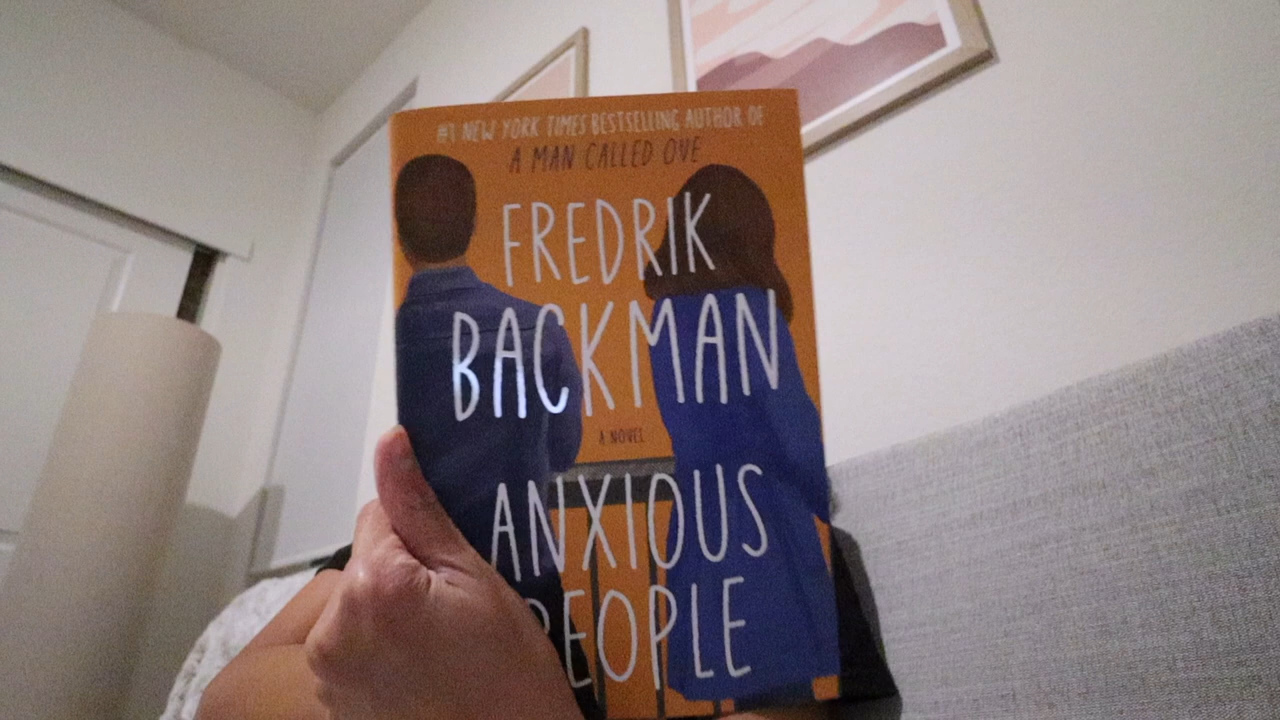 #1 NEW YORK TIMES BESTSELLING AUTHOR OF
A MAN CALLED OVE
FREDRIK
BACKMAN
A NOVEL
ANXIOUS
PEOPLE